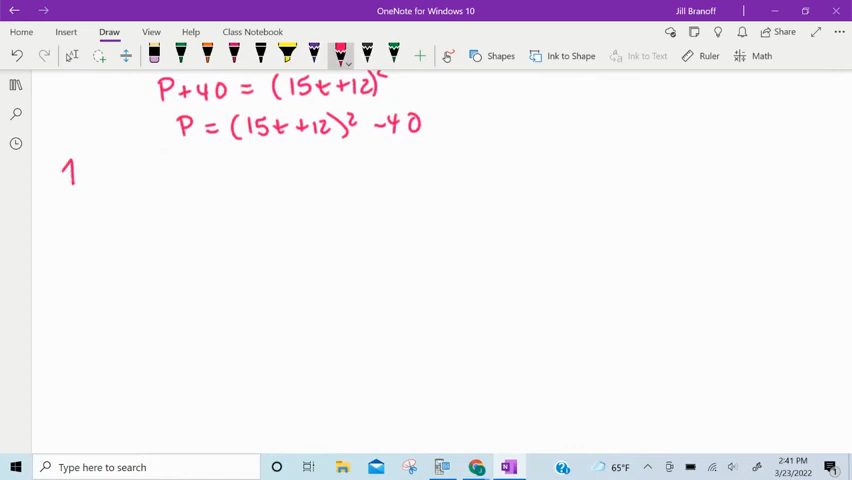 OneNote for Windows 10
Jill Branoff
Home Insert Draw View Class Notebook Share
Shapes Ink to Shape Ink to Text Ruler Math
P+40 = (15t+12)²
P = (15t+12)² -40
1
Type here to search
65°F
2:41 PM
3/23/2022